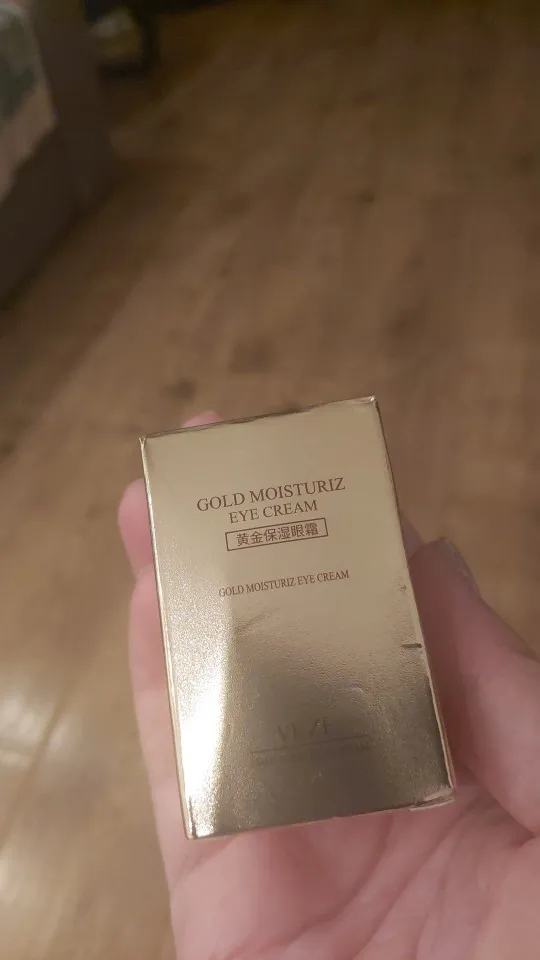 GOLD MOISTURIZ
EYE CREAM
黄金保湿眼霜
GOLD MOISTURIZ EYE CREAM